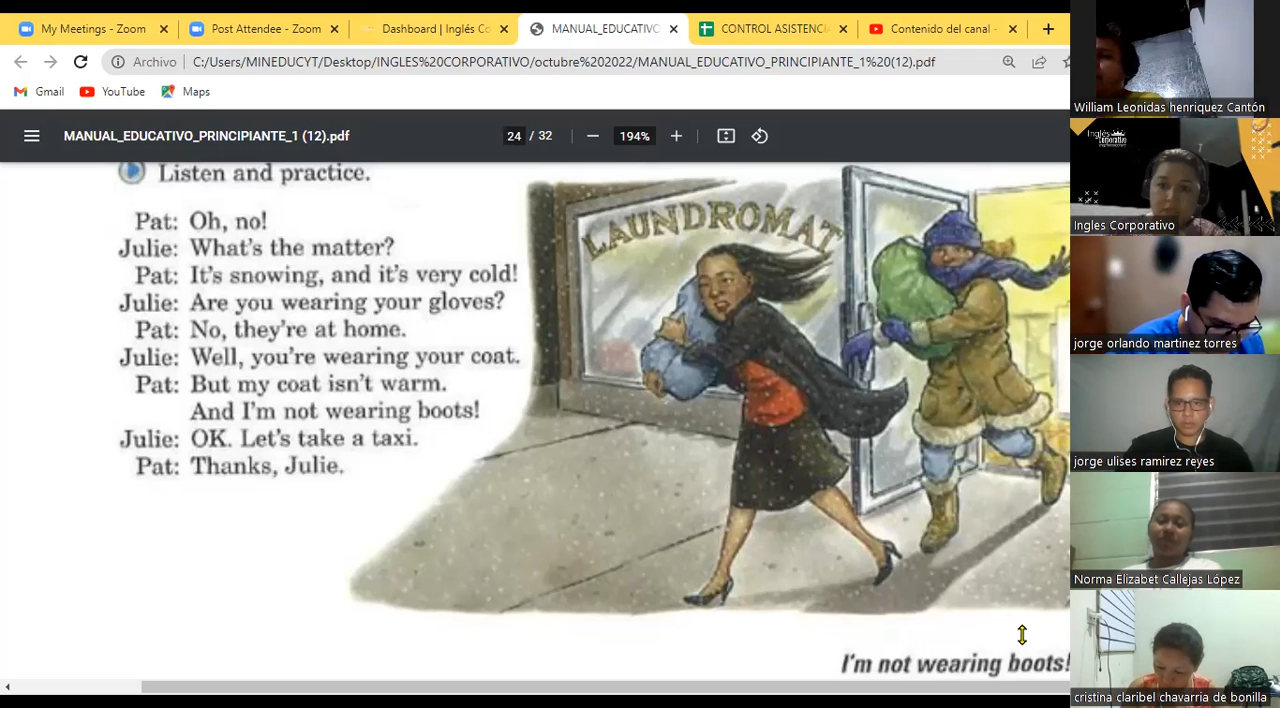 My Meetings - Zoom
Post Attendee - Zoom
Dashboard | Inglés Co
MANUAL_EDUCATIVO
CONTROL ASISTENCI
Contenido del canal -
Archivo
C:/Users/MINEDUCYT/Desktop/INGLES%20CORPORATIVO/octubre%202022/MANUAL_EDUCATIVO_PRINCIPIANTE_1%20(12).pdf
Gmail
YouTube
Maps
MANUAL_EDUCATIVO_PRINCIPIANTE_1 (12).pdf
24 / 32
194%
Listen and practice.
Pat: Oh, no!
Julie: What's the matter?
Pat: It's snowing, and it's very cold!
Julie: Are you wearing your gloves?
Pat: No, they're at home.
Julie: Well, you're wearing your coat.
Pat: But my coat isn't warm.
And I'm not wearing boots!
Julie: OK. Let's take a taxi.
Pat: Thanks, Julie.
LAUNDROMAT
I'm not wearing boots!
William Leonidas henriquez Cantón
Inglés
Corporativo
Ingles Corporativo
jorge orlando martinez torres
jorge ulises ramirez reyes
Norma Elizabet Callejas López
cristina claribel chavarria de bonilla